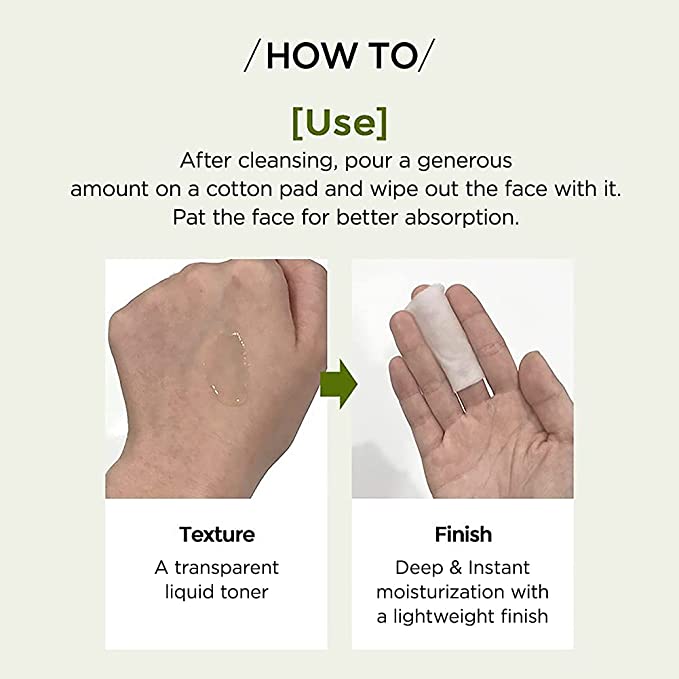 /HOW TO/
[Use]
After cleansing, pour a generous
amount on a cotton pad and wipe out the face with it.
Pat the face for better absorption.
Texture
A transparent
liquid toner
Finish
Deep & Instant
moisturization with
a lightweight finish